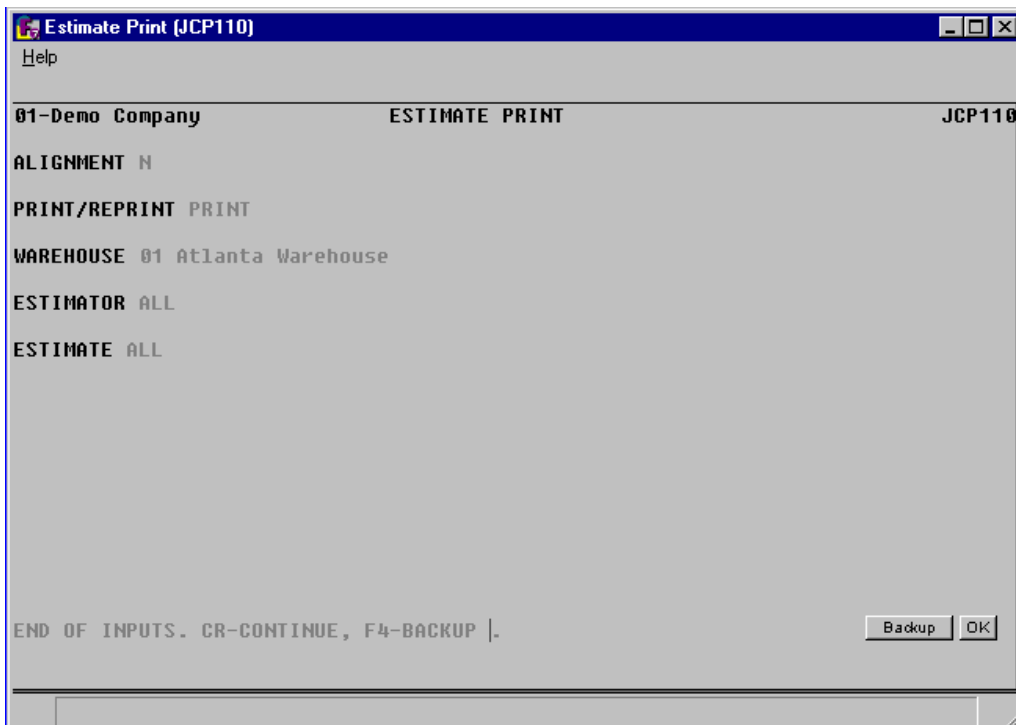 Estimate Print (JCP110)
Help
01-Demo Company ESTIMATE PRINT JCP110
ALIGNMENT N
PRINT/REPRINT PRINT
WAREHOUSE 01 Atlanta Warehouse
ESTIMATOR ALL
ESTIMATE ALL
END OF INPUTS. CR-CONTINUE, F4-BACKUP . Backup OK